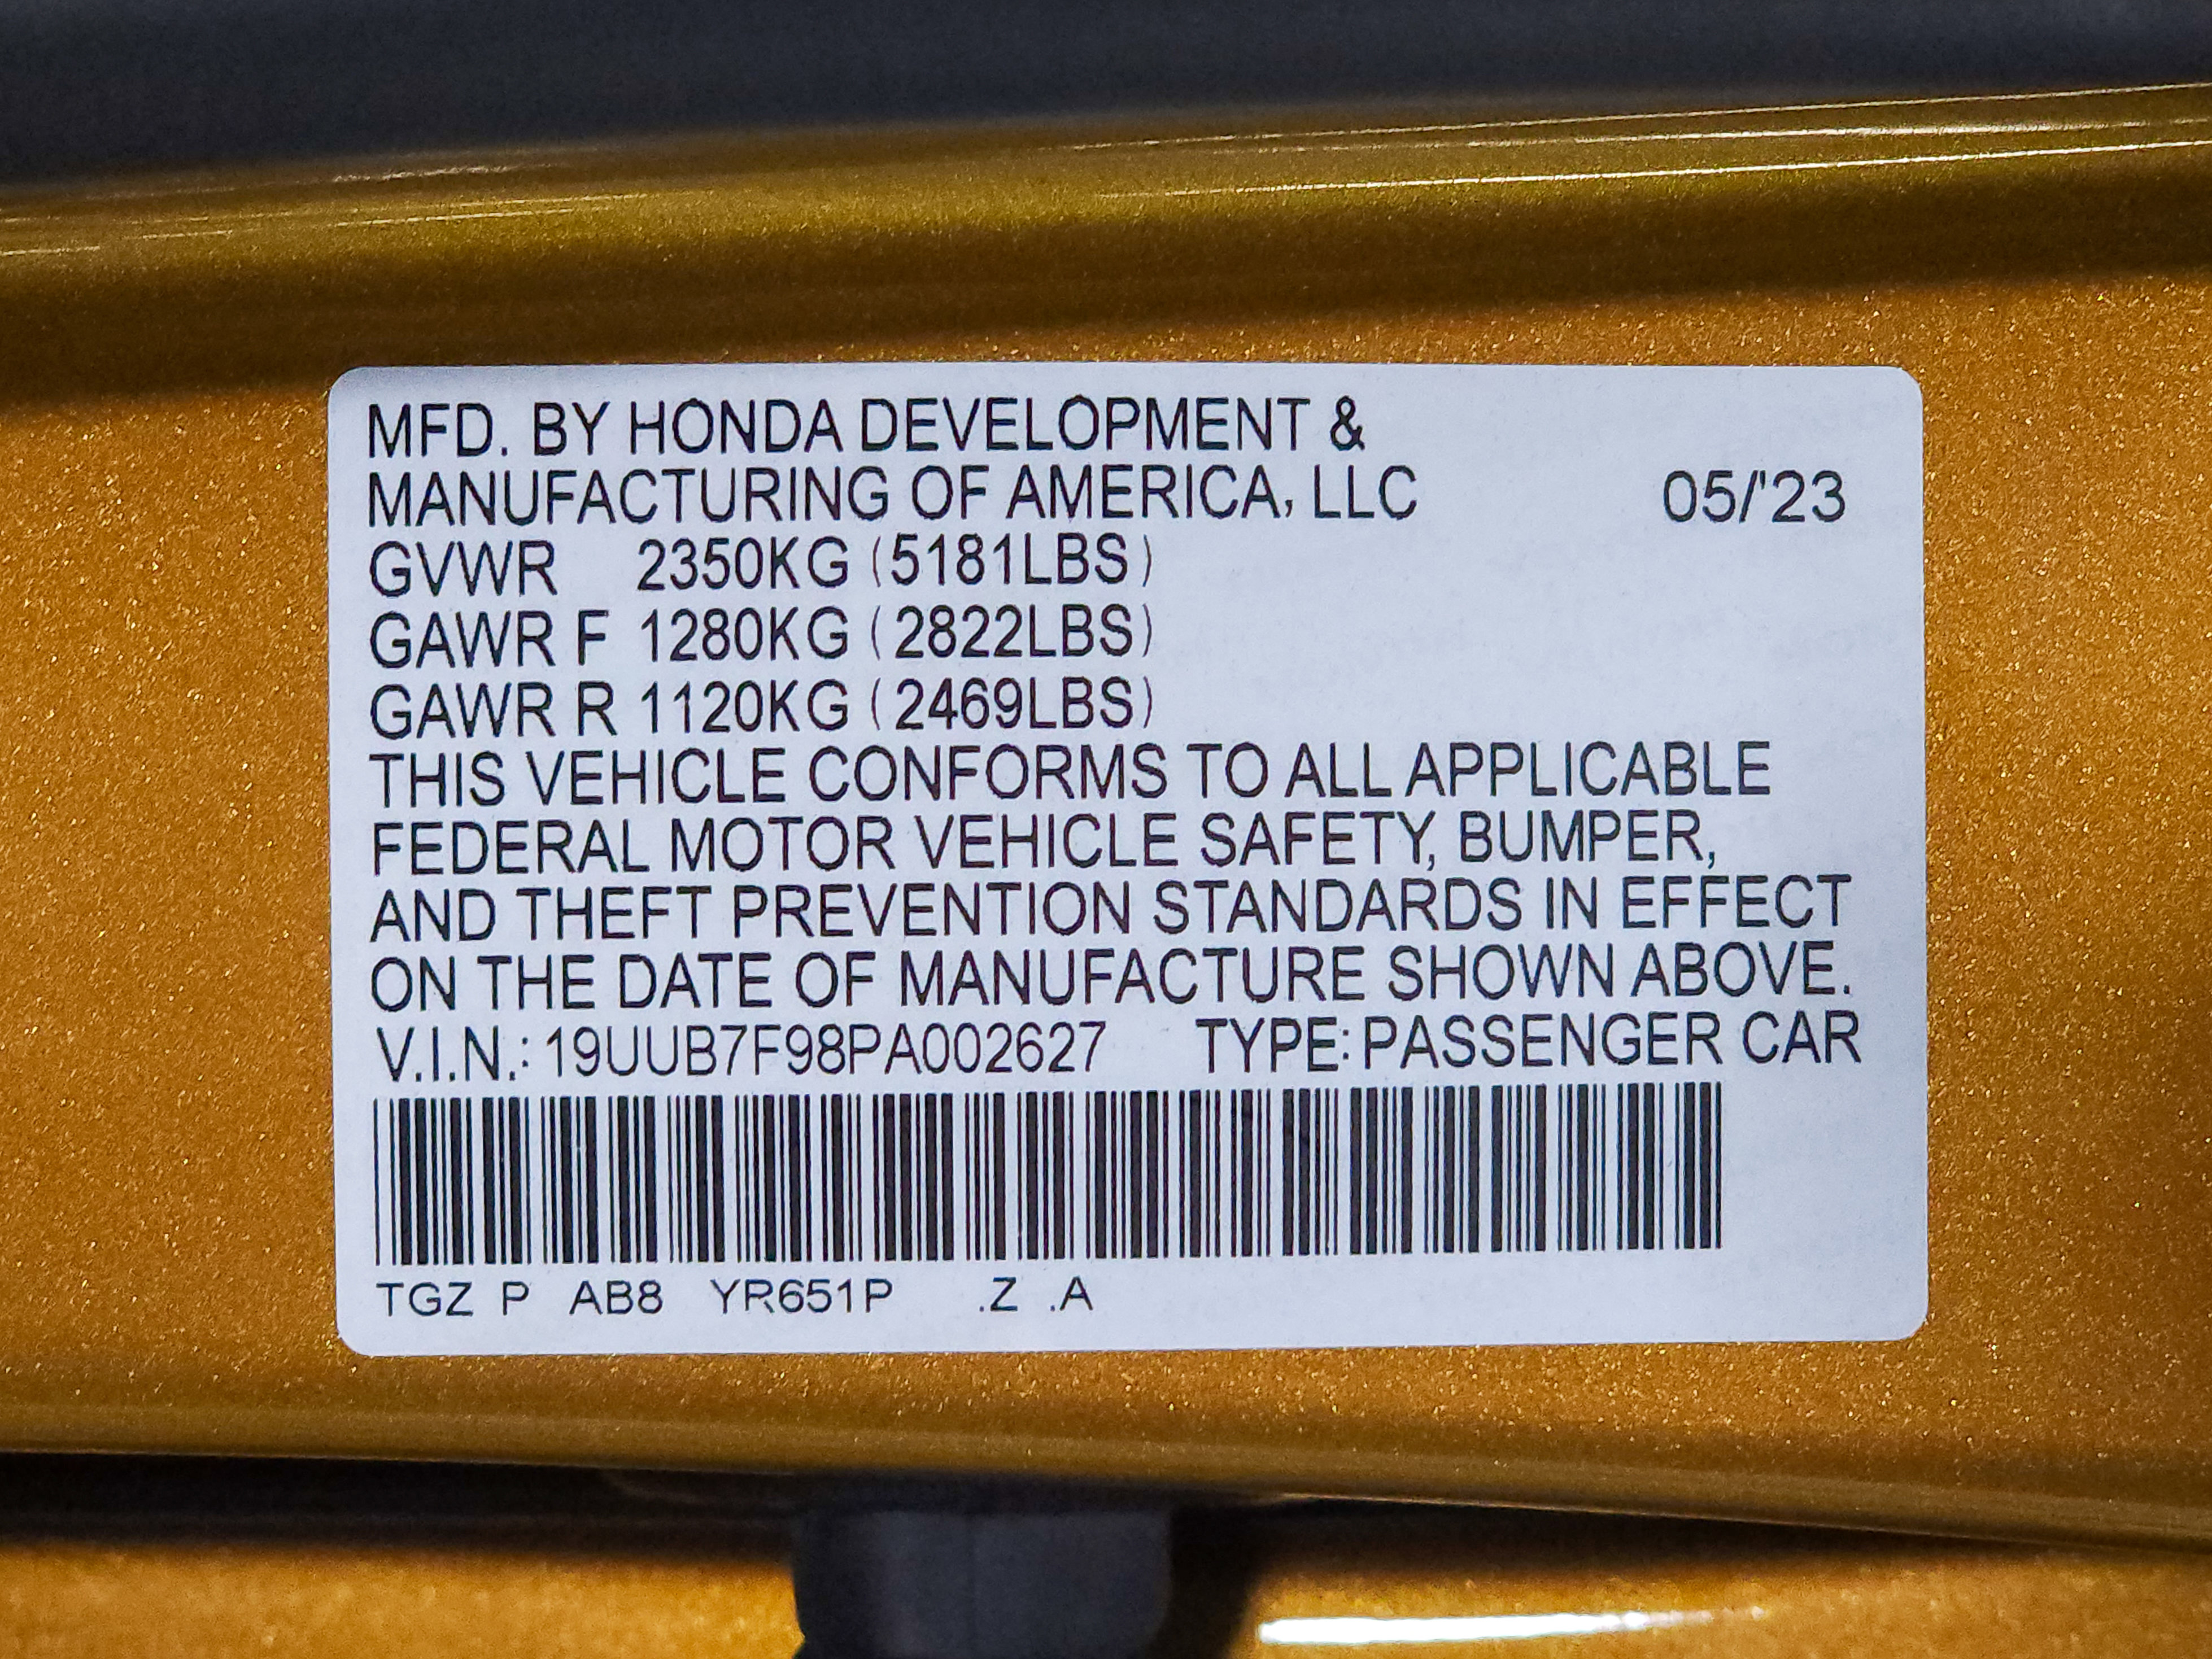 MFD. BY HONDA DEVELOPMENT &
MANUFACTURING OF AMERICA, LLC 05/'23
GVWR 2350KG (5181LBS)
GAWR F 1280KG (2822LBS)
GAWR R 1120KG (2469LBS)
THIS VEHICLE CONFORMS TO ALL APPLICABLE
FEDERAL MOTOR VEHICLE SAFETY, BUMPER,
AND THEFT PREVENTION STANDARDS IN EFFECT
ON THE DATE OF MANUFACTURE SHOWN ABOVE.
V.I.N.: 19UUB7F98PA002627 TYPE: PASSENGER CAR
TGZ P AB8 YR651P .Z .A